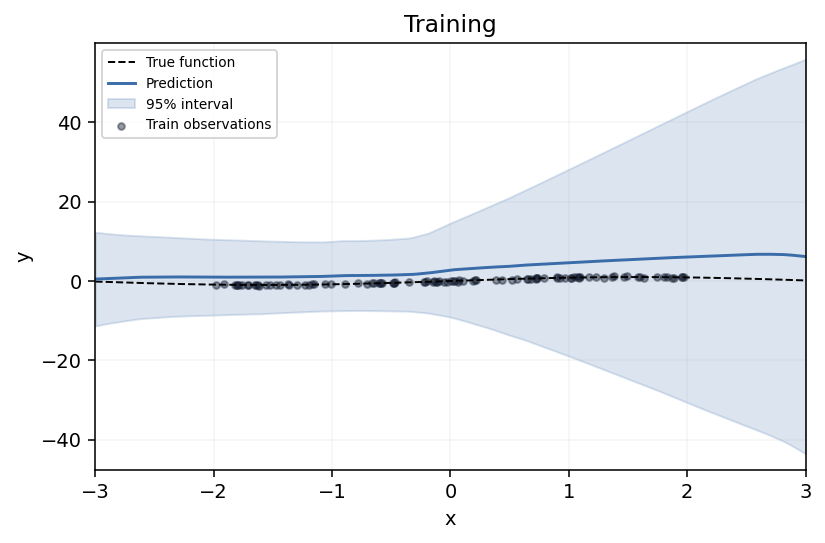 Training
True function
Prediction
95% interval
Train observations
y
40
20
0
−20
−40
−3
−2
−1
0
1
2
3
x